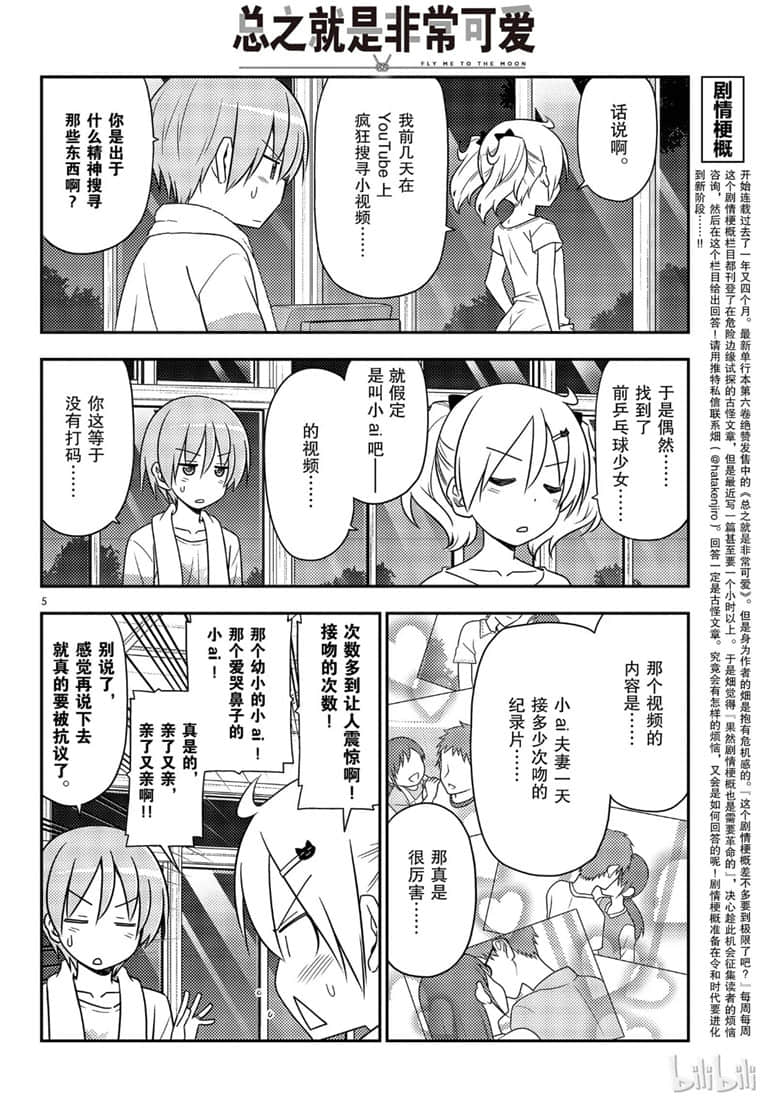 总之就是非常可爱
FLY ME TO THE MOON
剧情梗概
开始连载过去了一年又四个月。最新单行本第六卷绝赞发售中的《总之就是非常可爱》。但是身为作者的畑是抱有危机感的。『这个剧情梗概差不多要到极限了吧?』每周每周
这个剧情梗概栏目都刊登了在危险边缘试探的古怪文章,但是最近写一篇甚至要一个小时以上。于是畑觉得『果然剧情梗概也是需要革命的』,决心趁此机会征集读者的烦恼
咨询,然后在这个栏目给出回答!请用推特私信联系畑(@hatakenjiro)。回答一定是古怪文章。究竟会有怎样的烦恼,又会是如何回答的呢!剧情梗概准备在令和时代要进化
到新阶段……!!
话说啊。
我前几天在
YouTube上
疯狂搜寻小视频……
你是出于
什么精神搜寻
那些东西啊?
于是偶然……
找到了
前乒乓球少女……
就假定
是叫小ai吧——
的视频……
你这等于
没有打码……
那个视频的
内容是……
小ai夫妻一天
接多少次吻的
纪录片……
那真是
很厉害……
次数多到让人震惊啊!
接吻的次数!
那个幼小的小ai!
那个爱哭鼻子的
小ai!
真是的,
亲了又亲,
亲了又亲啊!!
别说了,
感觉再说下去
就真的要被抗议了。
5
bilibili